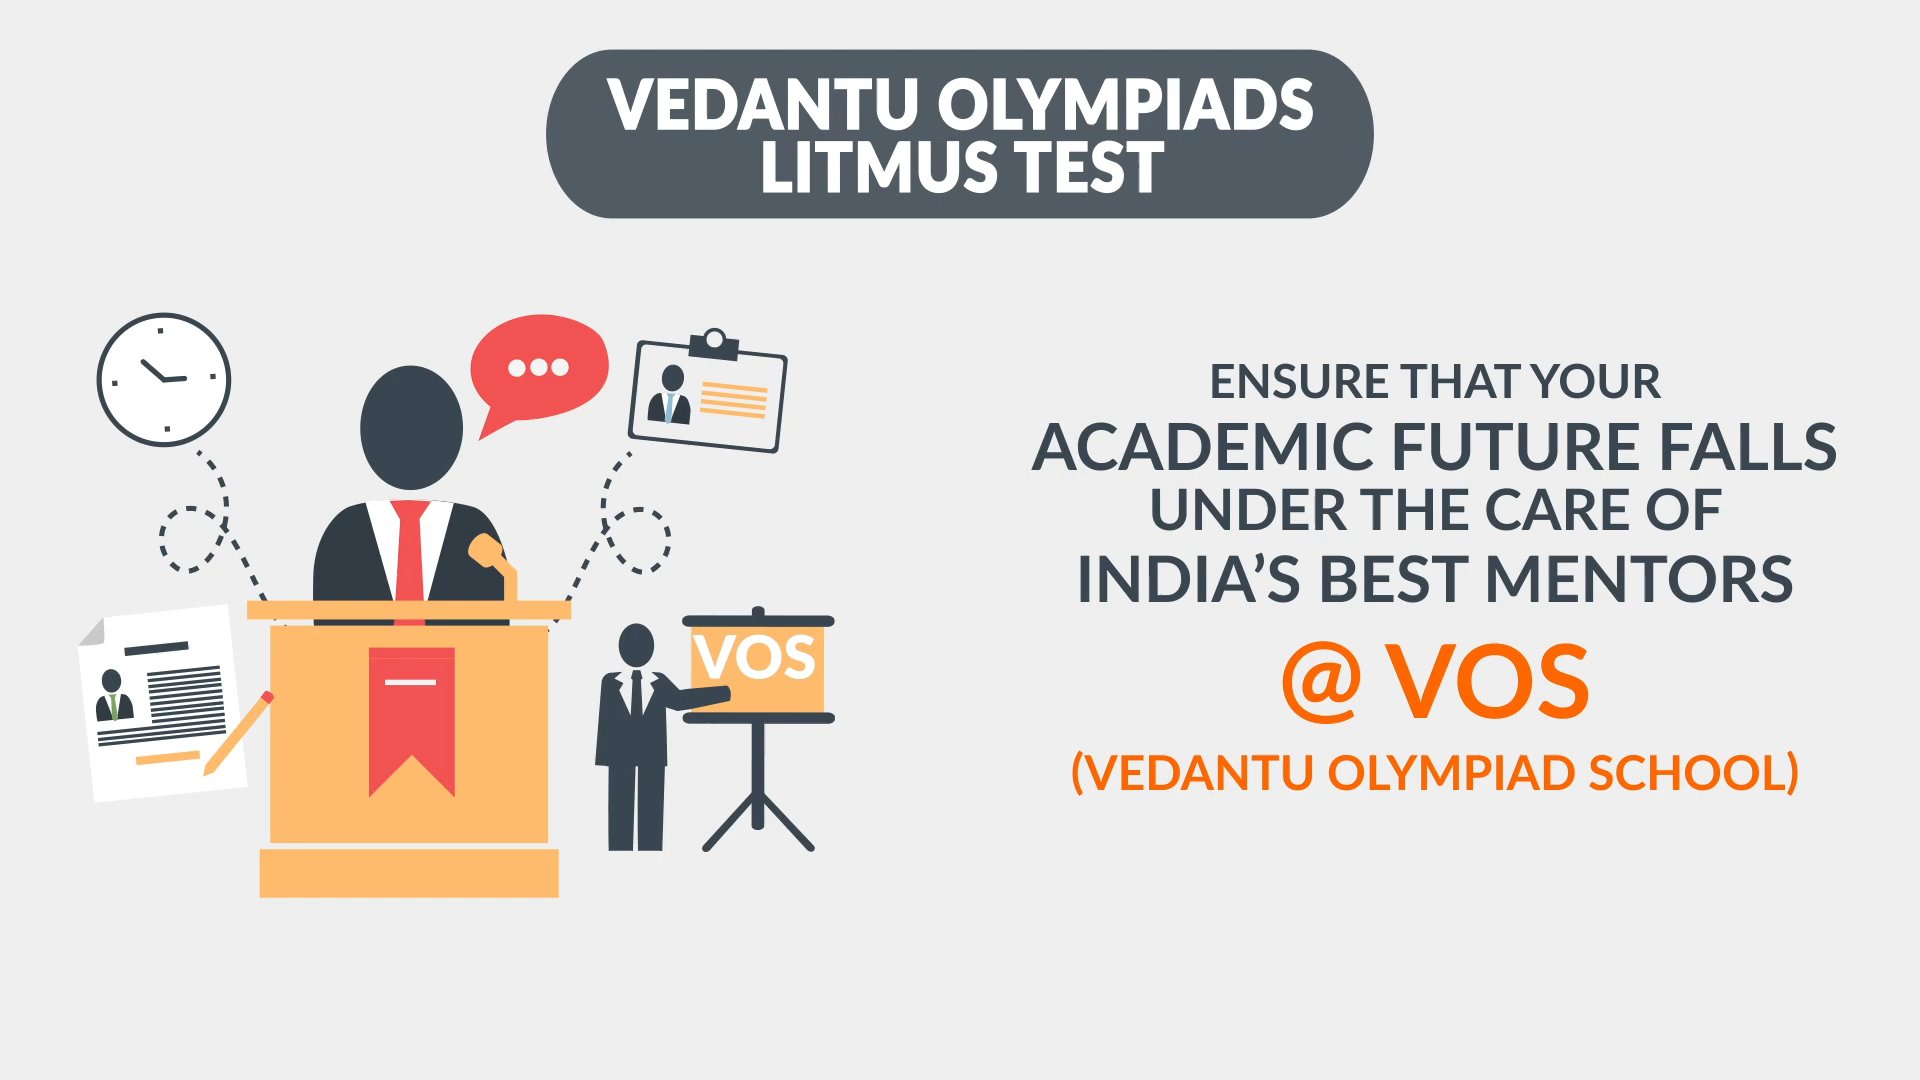 VEDANTU OLYMPIADS
LITMUS TEST
ENSURE THAT YOUR
ACADEMIC FUTURE FALLS
UNDER THE CARE OF
INDIA’S BEST MENTORS
@ VOS
(VEDANTU OLYMPIAD SCHOOL)
VOS